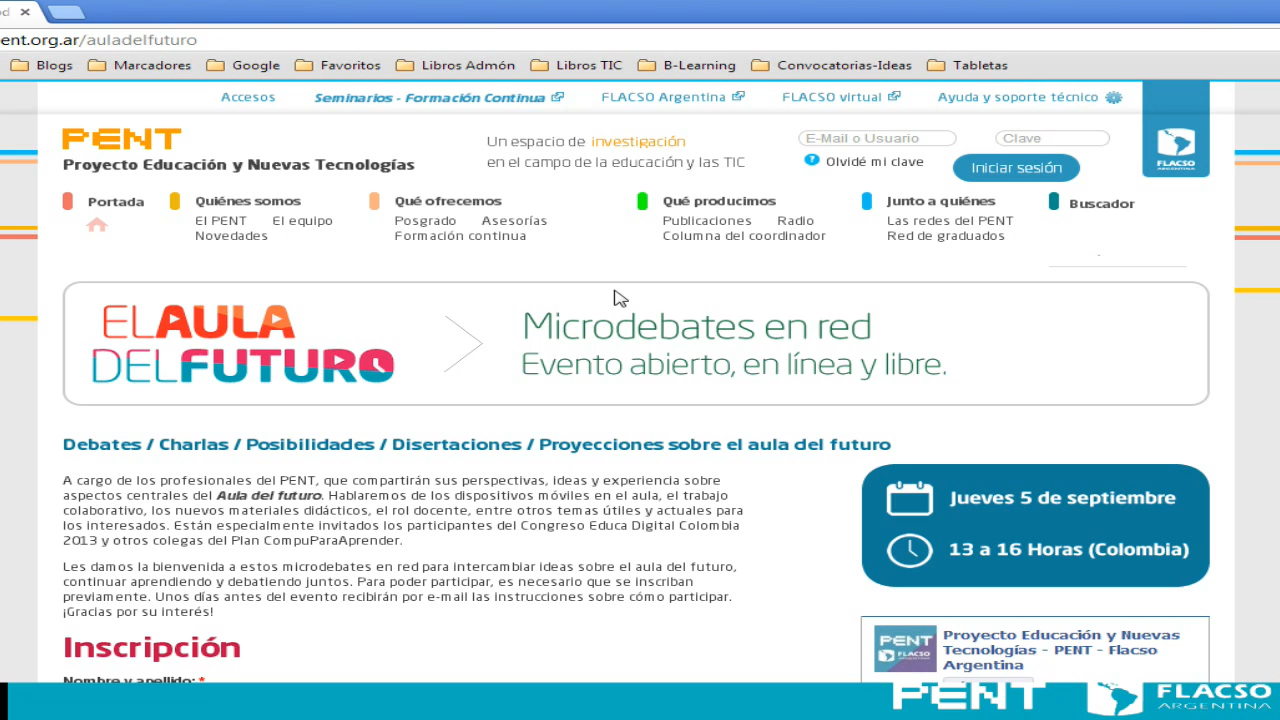 ent.org.ar/auladelfuturo
Blogs Marcadores Google Favoritos Libros Admón Libros TIC B-Learning Convocatorias-Ideas Tabletas
Accesos Seminarios - Formación Continua FLACSO Argentina FLACSO virtual Ayuda y soporte técnico
PENT
Proyecto Educación y Nuevas Tecnologías
Un espacio de investigación
en el campo de la educación y las TIC
E-Mail o Usuario Clave
Olvidé mi clave Iniciar sesión
FLACSO
ARGENTINA
Portada
Quiénes somos
El PENT El equipo
Novedades
Qué ofrecemos
Posgrado Asesorías
Formación continua
Qué producimos
Publicaciones Radio
Columna del coordinador
Junto a quiénes
Las redes del PENT
Red de graduados
Buscador
EL AULA
DEL FUTURO
Microdebates en red
Evento abierto, en línea y libre.
Debates / Charlas / Posibilidades / Disertaciones / Proyecciones sobre el aula del futuro
A cargo de los profesionales del PENT, que compartirán sus perspectivas, ideas y experiencia sobre
aspectos centrales del Aula del futuro. Hablaremos de los dispositivos móviles en el aula, el trabajo
colaborativo, los nuevos materiales didácticos, el rol docente, entre otros temas útiles y actuales para
los interesados. Están especialmente invitados los participantes del Congreso Educa Digital Colombia
2013 y otros colegas del Plan CompuParaAprender.
Les damos la bienvenida a estos microdebates en red para intercambiar ideas sobre el aula del futuro,
continuar aprendiendo y debatiendo juntos. Para poder participar, es necesario que se inscriban
previamente. Unos días antes del evento recibirán por e-mail las instrucciones sobre cómo participar.
¡Gracias por su interés!
Inscripción
Nombre y apellido: *
Jueves 5 de septiembre
13 a 16 Horas (Colombia)
PENT
FLACSO
Proyecto Educación y Nuevas
Tecnologías - PENT - Flacso
Argentina
PENT FLACSO
ARGENTINA